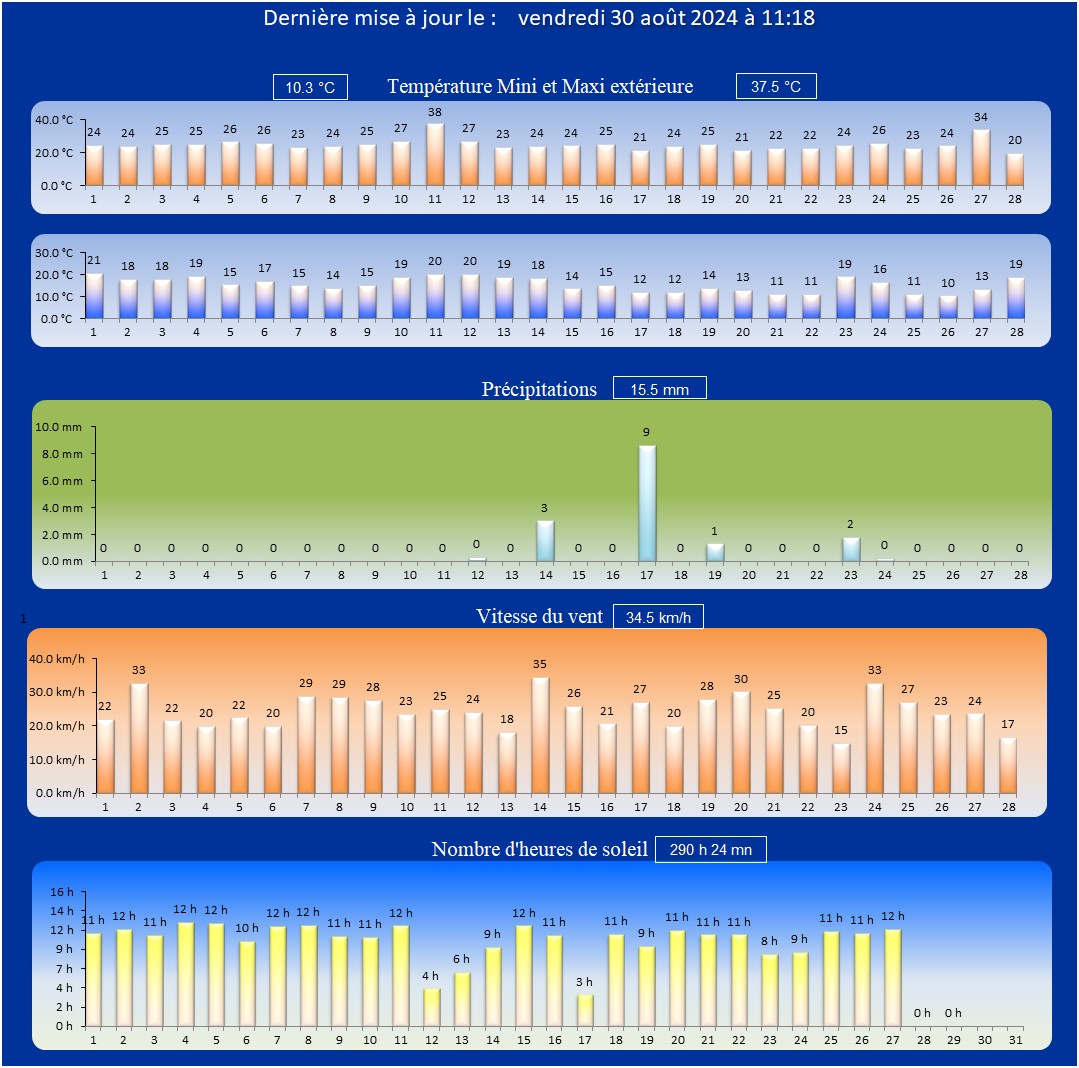 Dernière mise à jour le : vendredi 30 août 2024 à 11:18
10.3 °C Température Mini et Maxi extérieure 37.5 °C
40.0 °C
20.0 °C
0.0 °C
24 24 25 25 26 26 23 24 25 27 38 27 23 24 24 25 21 24 25 21 22 22 24 26 23 24 34 20
1 2 3 4 5 6 7 8 9 10 11 12 13 14 15 16 17 18 19 20 21 22 23 24 25 26 27 28
30.0 °C
20.0 °C
10.0 °C
0.0 °C
21 18 18 19 15 17 15 14 15 19 20 20 19 18 14 15 12 12 14 13 11 11 19 16 11 10 13 19
1 2 3 4 5 6 7 8 9 10 11 12 13 14 15 16 17 18 19 20 21 22 23 24 25 26 27 28
Précipitations 15.5 mm
10.0 mm
8.0 mm
6.0 mm
4.0 mm
2.0 mm
0.0 mm
0 0 0 0 0 0 0 0 0 0 0 0 0 3 0 0 9 0 1 0 0 0 2 0 0 0 0 0
1 2 3 4 5 6 7 8 9 10 11 12 13 14 15 16 17 18 19 20 21 22 23 24 25 26 27 28
1 Vitesse du vent 34.5 km/h
40.0 km/h
30.0 km/h
20.0 km/h
10.0 km/h
0.0 km/h
22 33 22 20 22 20 29 29 28 23 25 24 18 35 26 21 27 20 28 30 25 20 15 33 27 23 24 17
1 2 3 4 5 6 7 8 9 10 11 12 13 14 15 16 17 18 19 20 21 22 23 24 25 26 27 28
Nombre d'heures de soleil 290 h 24 mn
16 h
14 h
12 h
9 h
7 h
4 h
2 h
0 h
11 h 12 h 11 h 12 h 12 h 10 h 12 h 12 h 11 h 11 h 12 h 4 h 6 h 9 h 12 h 11 h 3 h 11 h 9 h 11 h 11 h 11 h 8 h 9 h 11 h 11 h 12 h 0 h 0 h
1 2 3 4 5 6 7 8 9 10 11 12 13 14 15 16 17 18 19 20 21 22 23 24 25 26 27 28 29 30 31